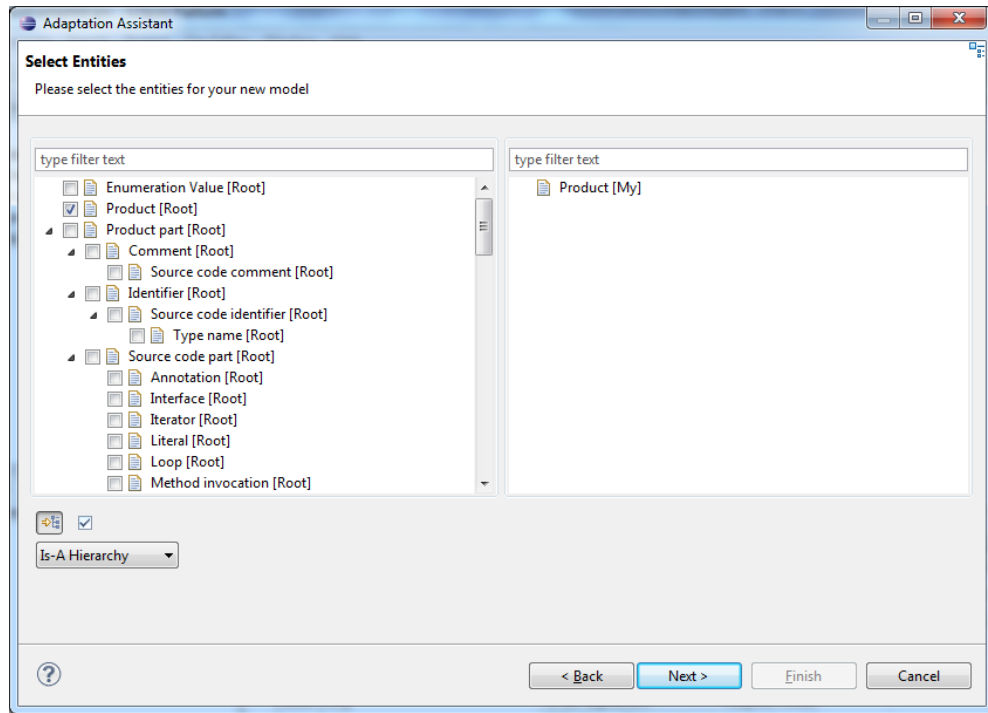 Adaptation Assistant
Select Entities
Please select the entities for your new model
type filter text
Enumeration Value [Root]
Product [Root]
Product part [Root]
Comment [Root]
Source code comment [Root]
Identifier [Root]
Source code identifier [Root]
Type name [Root]
Source code part [Root]
Annotation [Root]
Interface [Root]
Iterator [Root]
Literal [Root]
Loop [Root]
Method invocation [Root]
type filter text
Product [My]
Is-A Hierarchy
< Back
Next >
Finish
Cancel